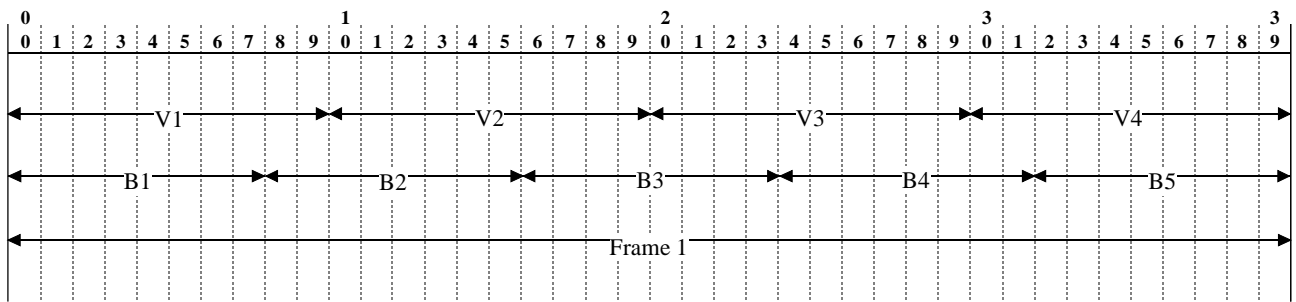 0 1 2 3 3
0 1 2 3 4 5 6 7 8 9 0 1 2 3 4 5 6 7 8 9 0 1 2 3 4 5 6 7 8 9 0 1 2 3 4 5 6 7 8 9
V1 V2 V3 V4
B1 B2 B3 B4 B5
Frame 1